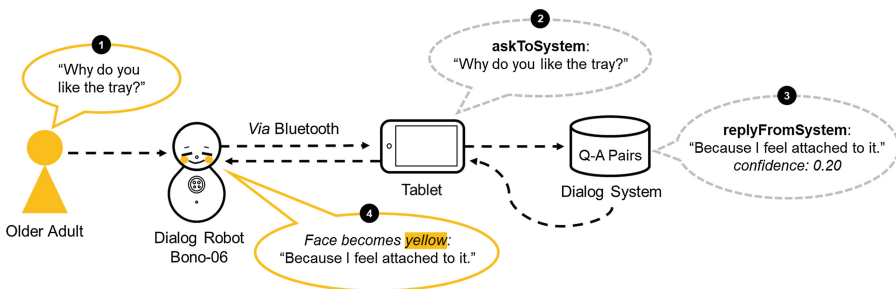 1
“Why do you
like the tray?”
2
askToSystem:
“Why do you like the tray?”
3
replyFromSystem:
“Because I feel attached to it.”
confidence: 0.20
Via Bluetooth
Q-A Pairs
Tablet
Dialog System
Older Adult
Dialog Robot
Bono-06
4
Face becomes yellow:
“Because I feel attached to it.”